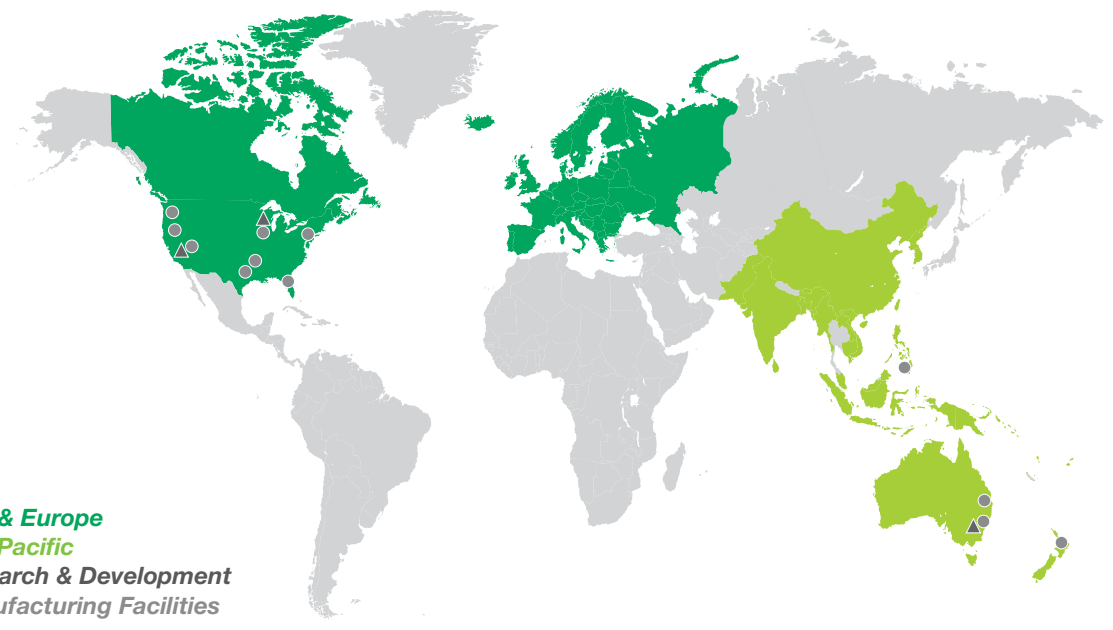 & Europe
Pacific
arch & Development
ufacturing Facilities